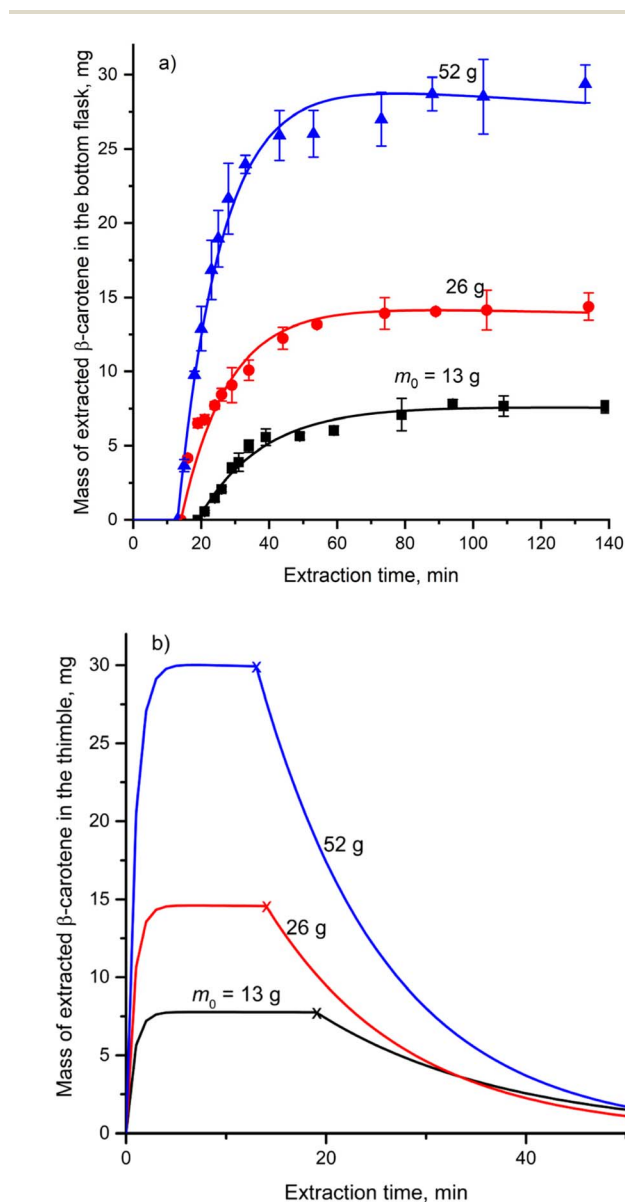 a)
52 g
26 g
m0 = 13 g
Mass of extracted β-carotene in the bottom flask, mg
30
25
20
15
10
5
0
0 20 40 60 80 100 120 140
Extraction time, min
b)
52 g
26 g
m0 = 13 g
Mass of extracted β-carotene in the thimble, mg
30
25
20
15
10
5
0
0 20 40
Extraction time, min